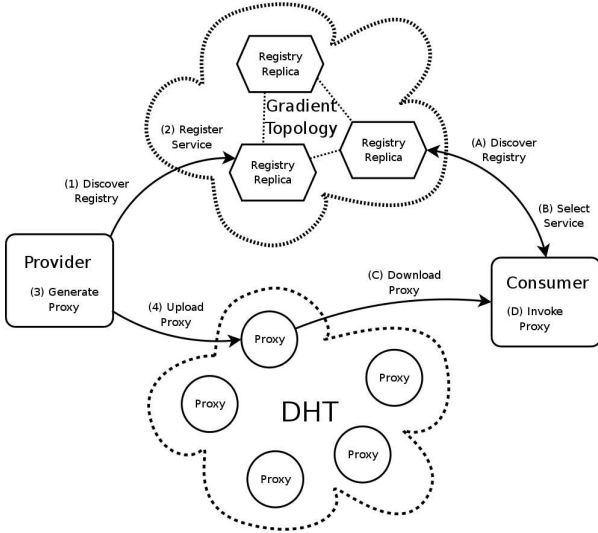 Registry
Replica
Gradient
Topology
(2) Register
Service
Registry
Replica
(A) Discover
Registry
Registry
Replica
(1) Discover
Registry
(B) Select
Service
Provider
(3) Generate
Proxy
(C) Download
Proxy
Consumer
(D) Invoke
Proxy
(4) Upload
Proxy
Proxy
Proxy
Proxy
DHT
Proxy
Proxy